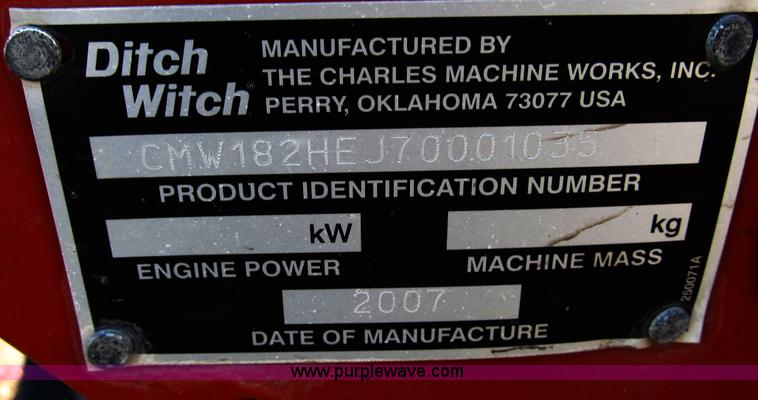 Ditch Witch®
MANUFACTURED BY
THE CHARLES MACHINE WORKS, INC.
PERRY, OKLAHOMA 73077 USA
CMW182HEJ70001035
PRODUCT IDENTIFICATION NUMBER
kW
kg
ENGINE POWER
MACHINE MASS
250071A
2007
DATE OF MANUFACTURE
www.purplewave.com